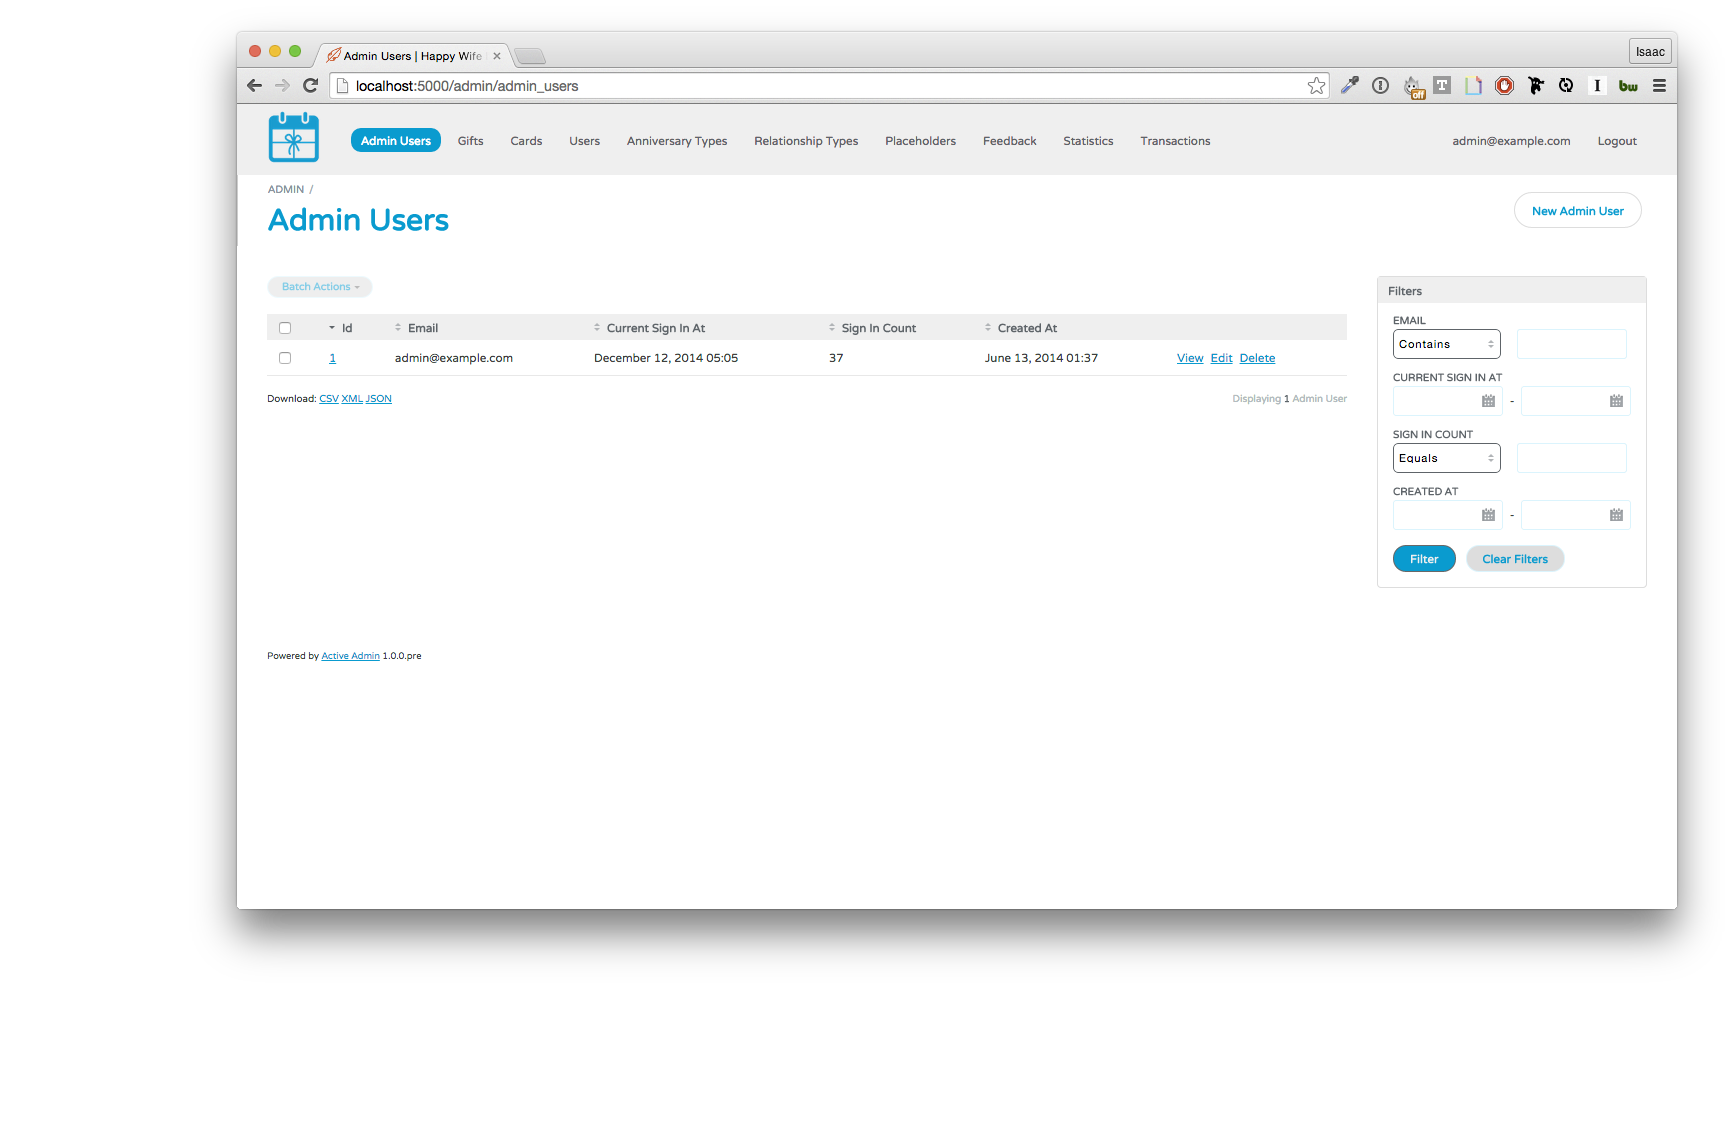 Isaac
Admin Users | Happy Wife
localhost:5000/admin/admin_users
off
T
I
bw
Admin Users Gifts Cards Users Anniversary Types Relationship Types Placeholders Feedback Statistics Transactions admin@example.com Logout
ADMIN /
Admin Users
New Admin User
Batch Actions
Id Email Current Sign In At Sign In Count Created At
1 admin@example.com December 12, 2014 05:05 37 June 13, 2014 01:37 View Edit Delete
Download: CSV XML JSON
Displaying 1 Admin User
Filters
EMAIL
Contains
CURRENT SIGN IN AT
-
SIGN IN COUNT
Equals
CREATED AT
-
Filter Clear Filters
Powered by Active Admin 1.0.0.pre